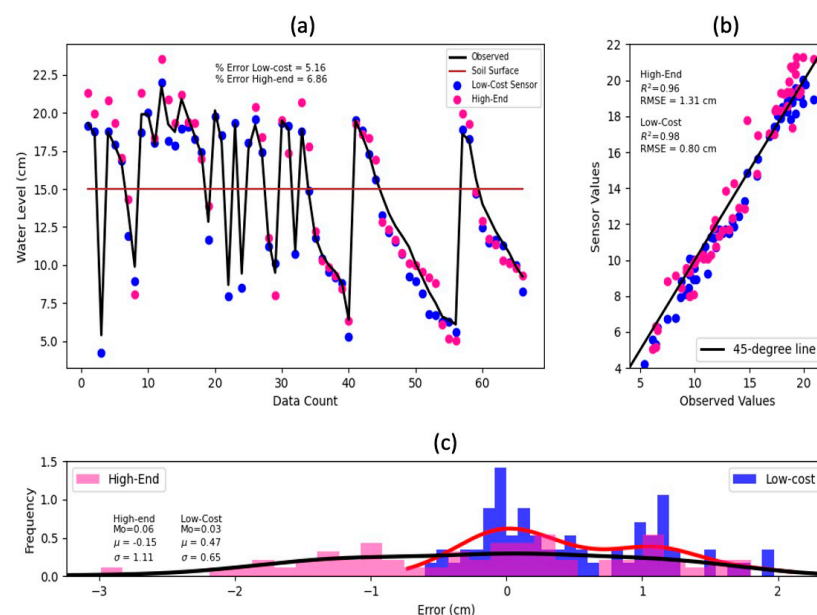 (a)
% Error Low-cost = 5.16
% Error High-end = 6.86
Observed
Soil Surface
Low-Cost Sensor
High-End
22.5
20.0
17.5
15.0
12.5
10.0
7.5
5.0
Water Level (cm)
0 10 20 30 40 50 60
Data Count
(b)
High-End
R²=0.96
RMSE = 1.31 cm
Low-Cost
R²=0.98
RMSE = 0.80 cm
22
20
18
16
14
12
10
8
6
4
Sensor Values
45-degree line
5 10 15 20
Observed Values
(c)
High-End
Low-cost
High-end Low-Cost
Mo=0.06 Mo=0.03
μ = -0.15 μ = 0.47
σ = 1.11 σ = 0.65
1.5
1.0
0.5
0.0
Frequency
−3 −2 −1 0 1 2
Error (cm)